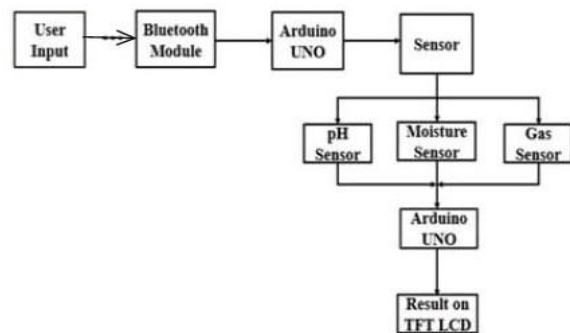 User
Input
Bluetooth
Module
Arduino
UNO
Sensor
pH
Sensor
Moisture
Sensor
Gas
Sensor
Arduino
UNO
Result on
TFT LCD